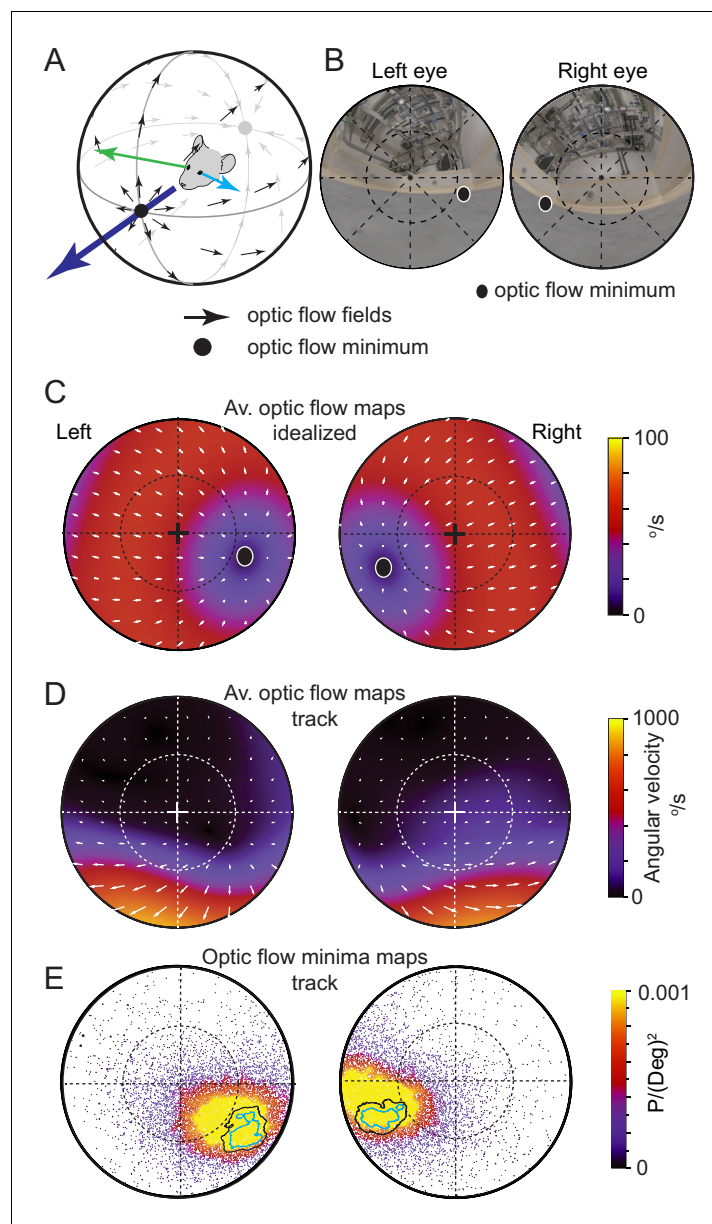 A
B
Left eye
Right eye
optic flow minimum
optic flow fields
optic flow minimum
C
Av. optic flow maps
idealized
Left
Right
100
°/s
0
D
Av. optic flow maps
track
1000
Angular velocity
°/s
0
E
Optic flow minima maps
track
0.001
P/(Deg)²
0